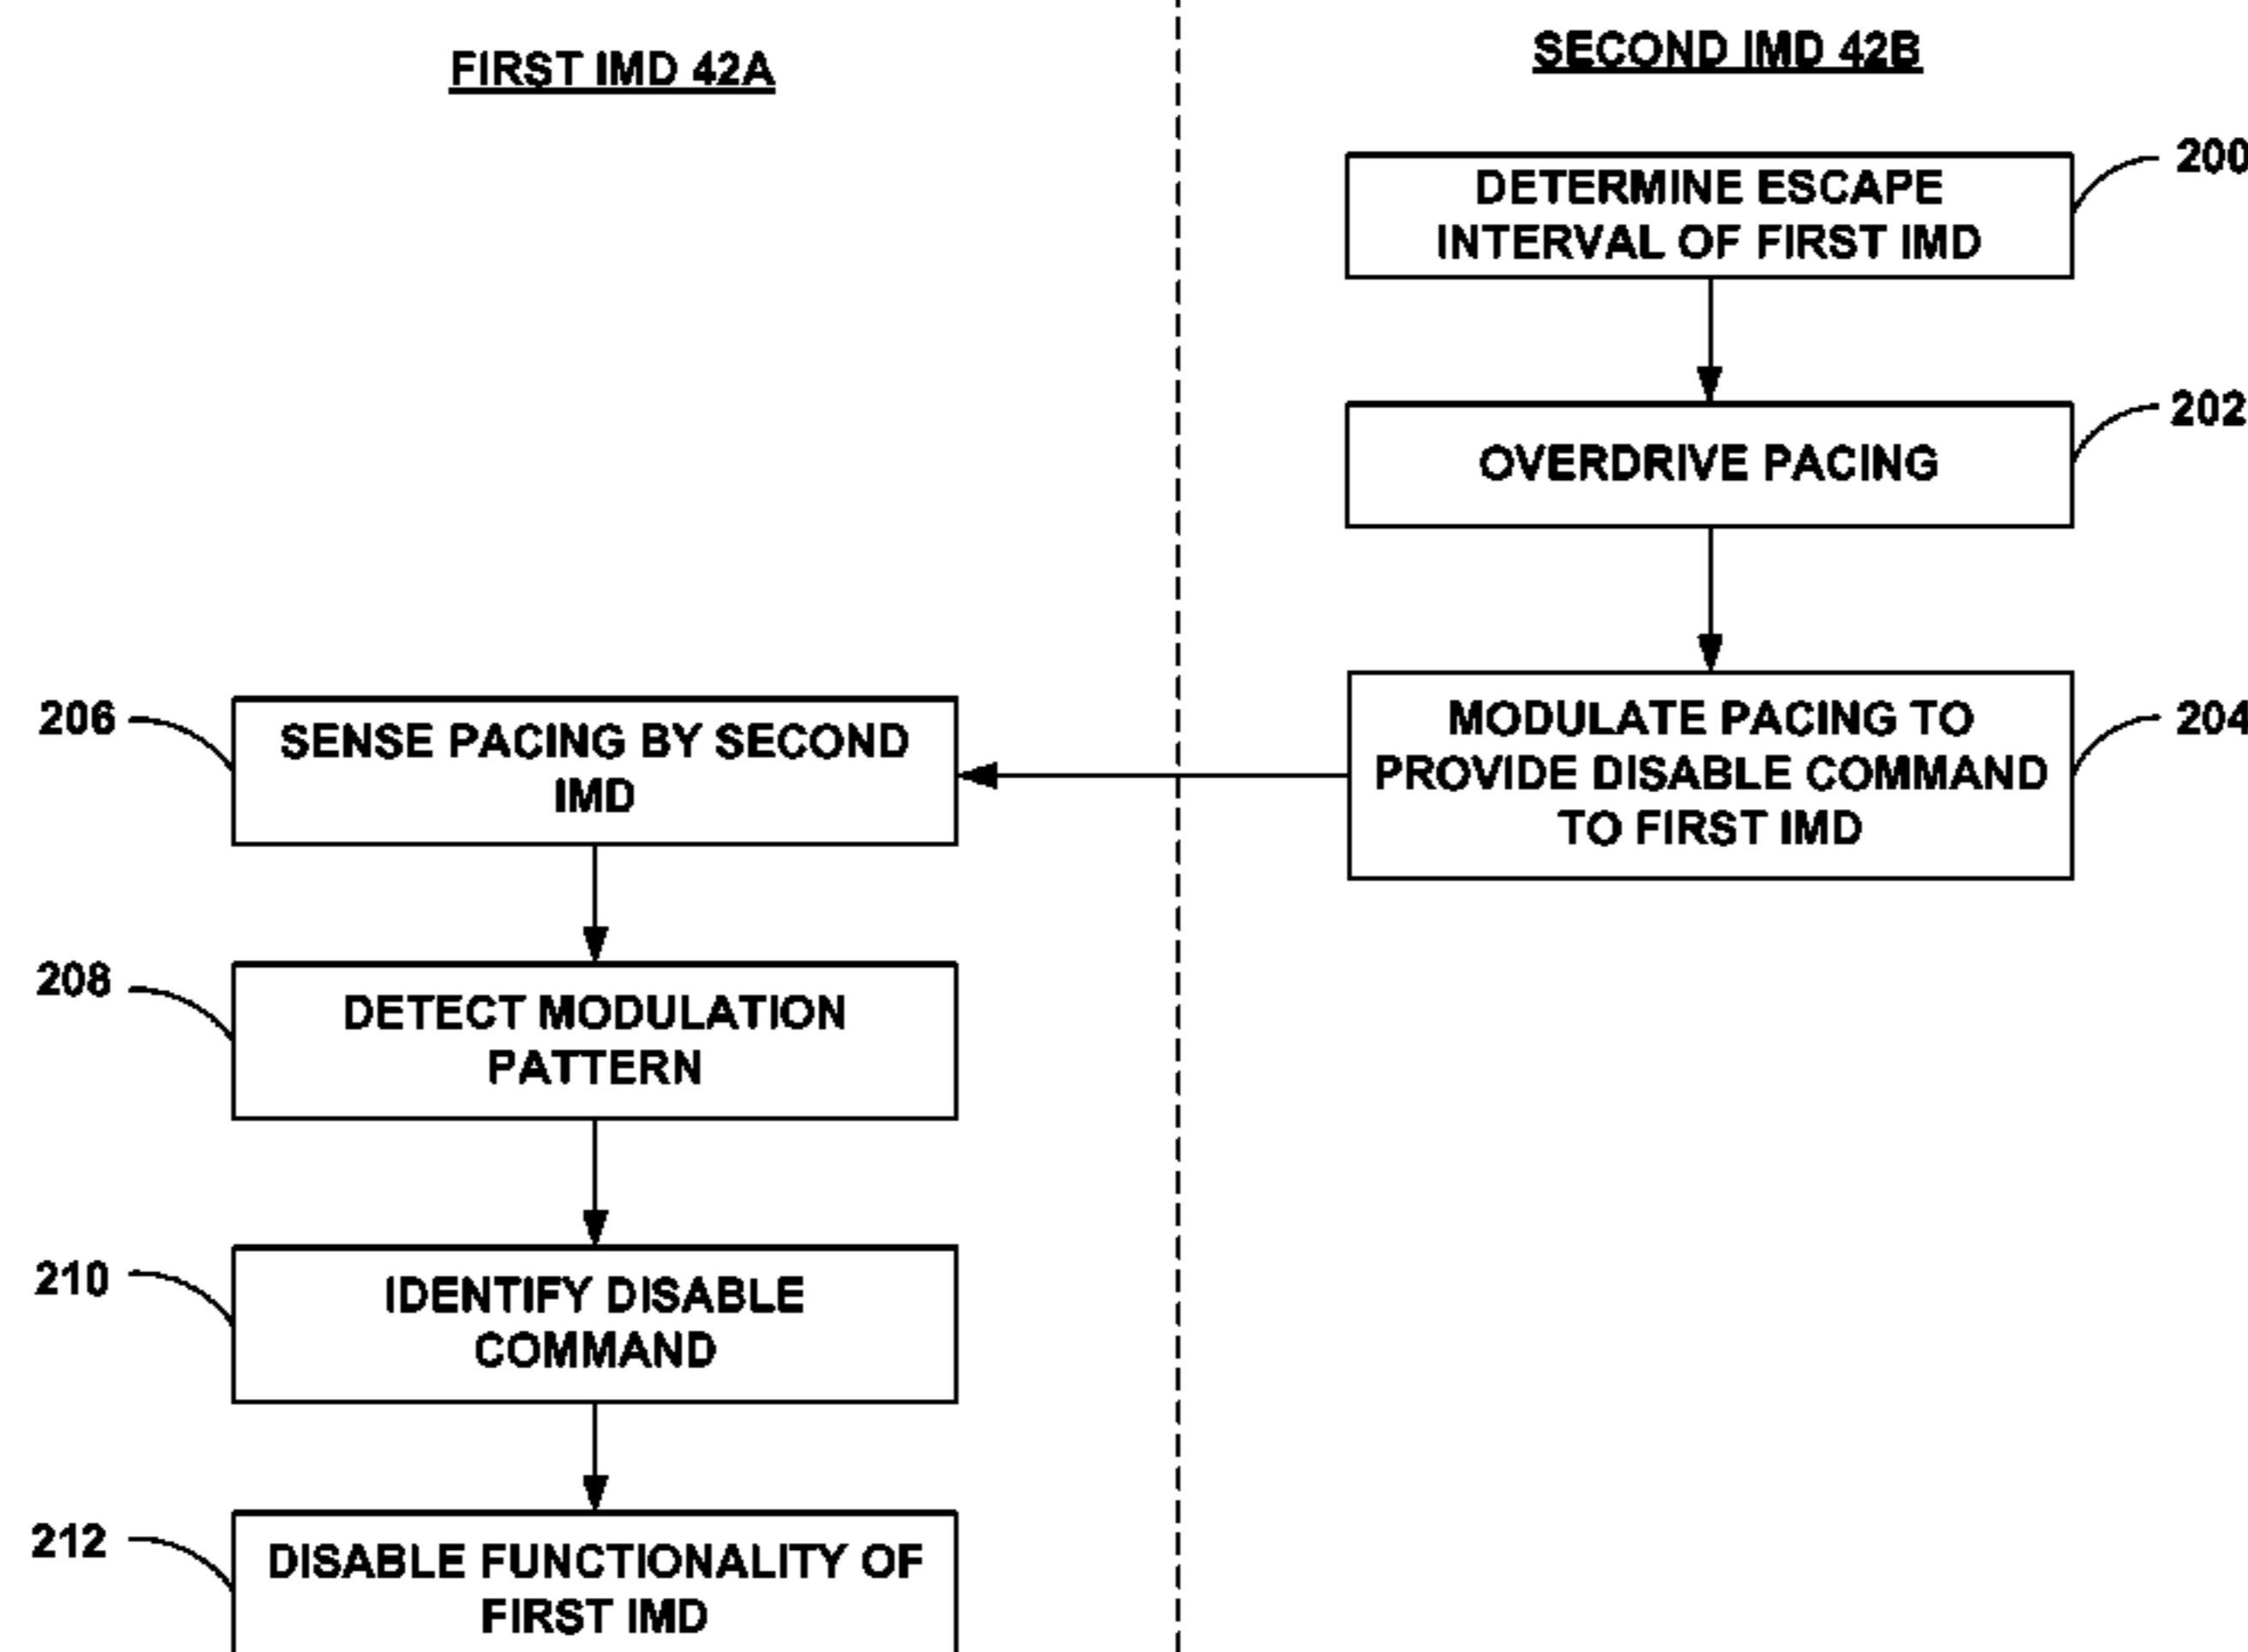 FIRST IMD 42A
SECOND IMD 42B
200
DETERMINE ESCAPE
INTERVAL OF FIRST IMD
202
OVERDRIVE PACING
204
MODULATE PACING TO
PROVIDE DISABLE COMMAND
TO FIRST IMD
206
SENSE PACING BY SECOND
IMD
208
DETECT MODULATION
PATTERN
210
IDENTIFY DISABLE
COMMAND
212
DISABLE FUNCTIONALITY OF
FIRST IMD